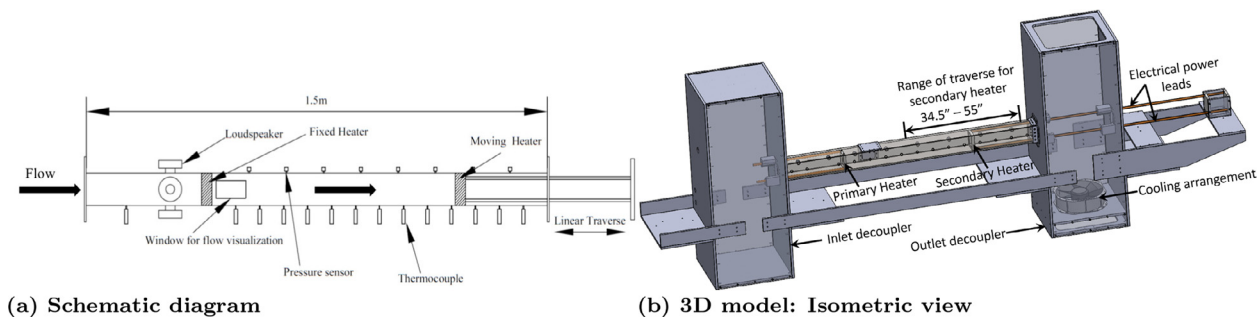 1.5m
Loudspeaker
Fixed Heater
Moving Heater
Flow
Linear Traverse
Window for flow visualization
Pressure sensor
Thermocouple
(a) Schematic diagram
Range of traverse for
secondary heater
34.5” – 55”
Electrical power
leads
Primary Heater
Secondary Heater
Cooling arrangement
Inlet decoupler
Outlet decoupler
(b) 3D model: Isometric view